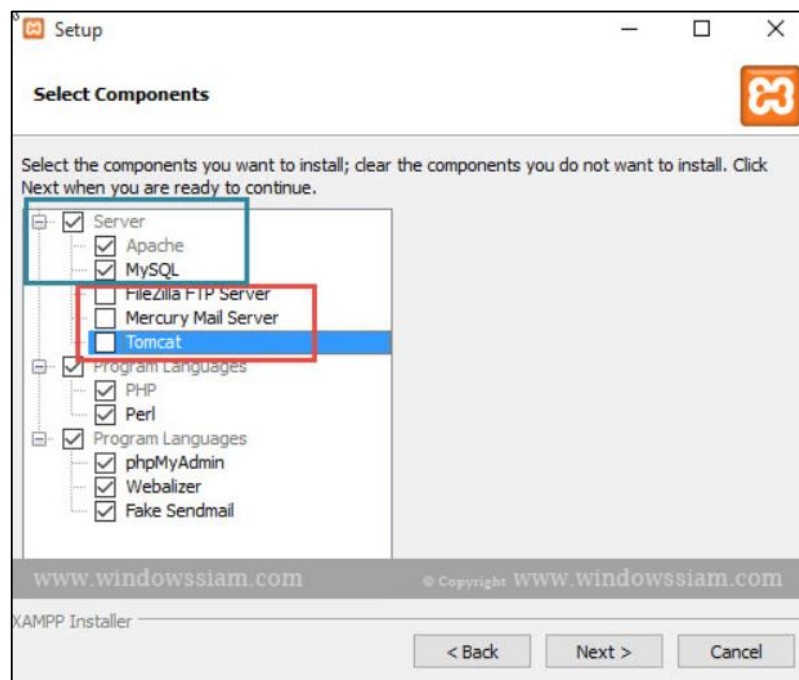 Setup
Select Components
Select the components you want to install; clear the components you do not want to install. Click
Next when you are ready to continue.
Server
Apache
MySQL
FileZilla FTP Server
Mercury Mail Server
Tomcat
Program Languages
PHP
Perl
Program Languages
phpMyAdmin
Webalizer
Fake Sendmail
www.windowssiam.com © Copyright www.windowssiam.com
XAMPP Installer
< Back Next > Cancel